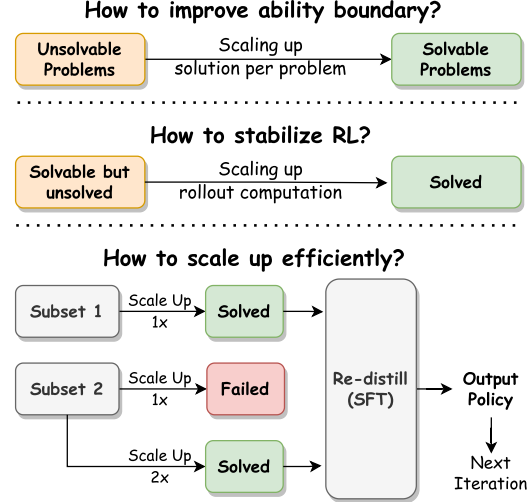 How to improve ability boundary?
Unsolvable
Problems
Scaling up
solution per problem
Solvable
Problems
How to stabilize RL?
Solvable but
unsolved
Scaling up
rollout computation
Solved
How to scale up efficiently?
Subset 1
Scale Up
1x
Solved
Subset 2
Scale Up
1x
Failed
Scale Up
2x
Solved
Re-distill
(SFT)
Output
Policy
Next
Iteration